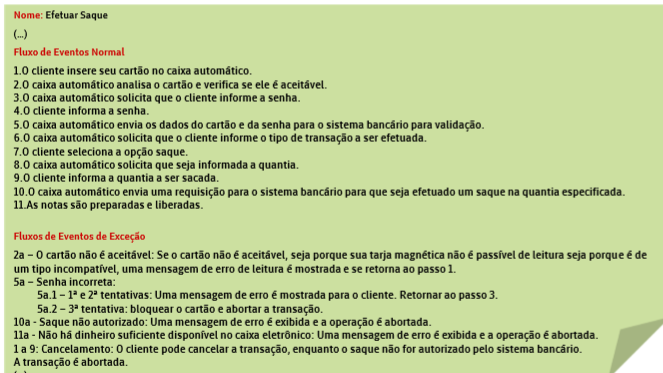 Nome: Efetuar Saque
(...)
Fluxo de Eventos Normal
1.O cliente insere seu cartão no caixa automático.
2.O caixa automático analisa o cartão e verifica se ele é aceitável.
3.O caixa automático solicita que o cliente informe a senha.
4.O cliente informa a senha.
5.O caixa automático envia os dados do cartão e da senha para o sistema bancário para validação.
6.O caixa automático solicita que o cliente informe o tipo de transação a ser efetuada.
7.O cliente seleciona a opção saque.
8.O caixa automático solicita que seja informada a quantia.
9.O cliente informa a quantia a ser sacada.
10.O caixa automático envia uma requisição para o sistema bancário para que seja efetuado um saque na quantia especificada.
11.As notas são preparadas e liberadas.
Fluxos de Eventos de Exceção
2a – O cartão não é aceitável: Se o cartão não é aceitável, seja porque sua tarja magnética não é passível de leitura seja porque é de
um tipo incompatível, uma mensagem de erro de leitura é mostrada e se retorna ao passo 1.
5a – Senha incorreta:
5a.1 – 1ª e 2ª tentativas: Uma mensagem de erro é mostrada para o cliente. Retornar ao passo 3.
5a.2 – 3ª tentativa: bloquear o cartão e abortar a transação.
10a - Saque não autorizado: Uma mensagem de erro é exibida e a operação é abortada.
11a - Não há dinheiro suficiente disponível no caixa eletrônico: Uma mensagem de erro é exibida e a operação é abortada.
1 a 9: Cancelamento: O cliente pode cancelar a transação, enquanto o saque não for autorizado pelo sistema bancário.
A transação é abortada.